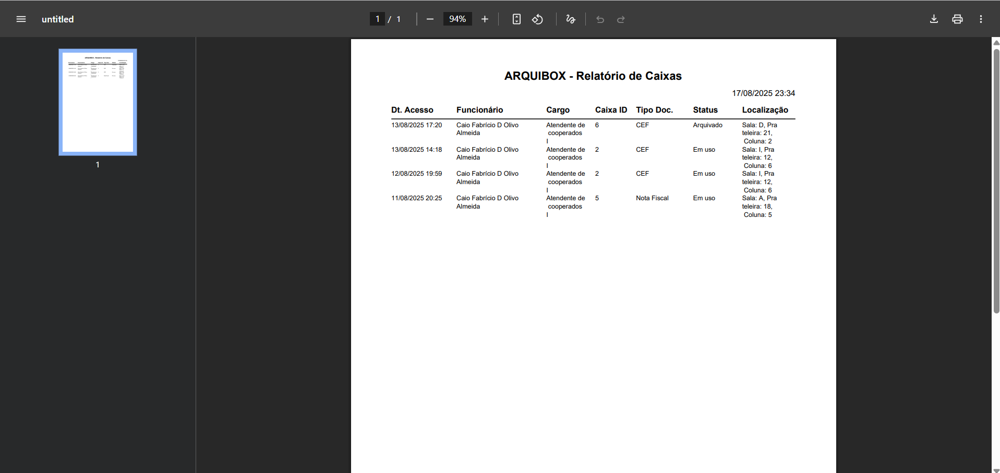 untitled
1 / 1
94%
1
ARQUIBOX - Relatório de Caixas
17/08/2025 23:34
Dt. Acesso Funcionário Cargo Caixa ID Tipo Doc. Status Localização
13/08/2025 17:20 Caio Fabrício D Olivo Atendente de 6 CEF Arquivado Sala: D, Pra
Almeida cooperados teleira: 21,
I Coluna: 2
13/08/2025 14:18 Caio Fabrício D Olivo Atendente de 2 CEF Em uso Sala: I, Pra
Almeida cooperados teleira: 12,
I Coluna: 6
12/08/2025 19:59 Caio Fabrício D Olivo Atendente de 2 CEF Em uso Sala: I, Pra
Almeida cooperados teleira: 12,
I Coluna: 6
11/08/2025 20:25 Caio Fabrício D Olivo Atendente de 5 Nota Fiscal Em uso Sala: A, Pra
Almeida cooperados teleira: 18,
I Coluna: 5